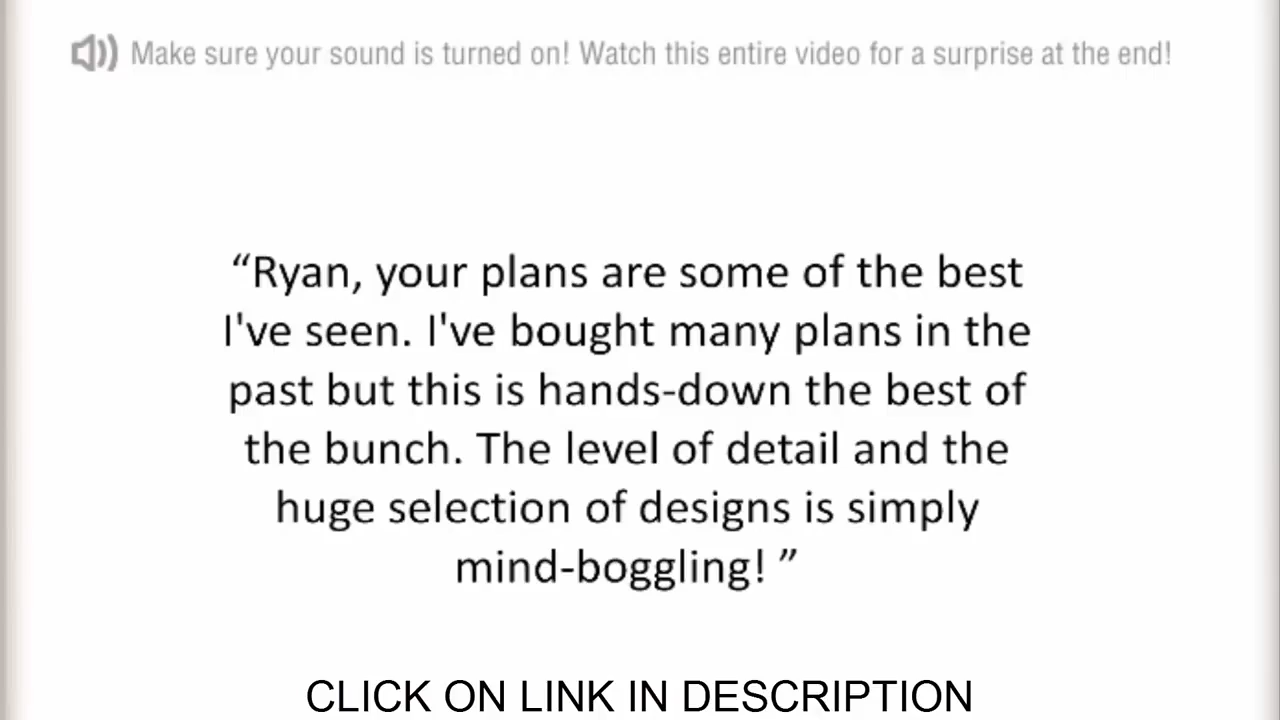 Make sure your sound is turned on! Watch this entire video for a surprise at the end!
“Ryan, your plans are some of the best
I've seen. I've bought many plans in the
past but this is hands-down the best of
the bunch. The level of detail and the
huge selection of designs is simply
mind-boggling! ”
CLICK ON LINK IN DESCRIPTION